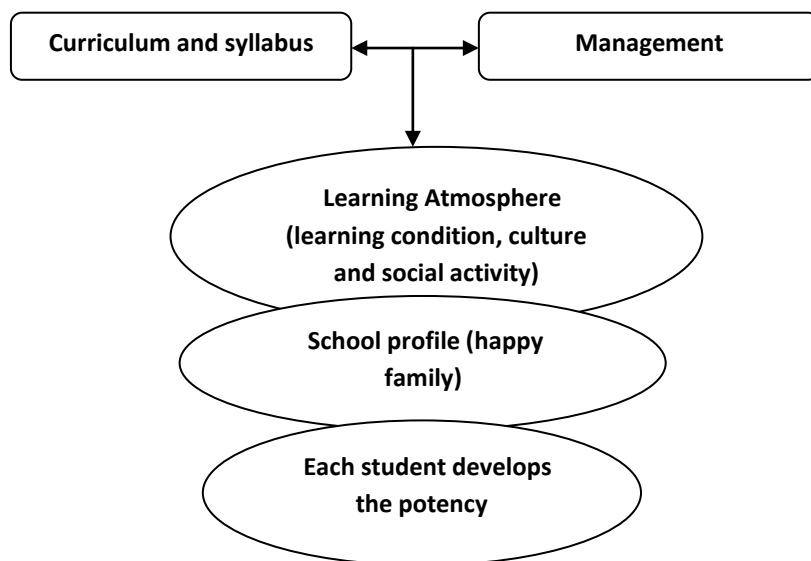 Curriculum and syllabus
Management
Learning Atmosphere
(learning condition, culture
and social activity)
School profile (happy
family)
Each student develops
the potency